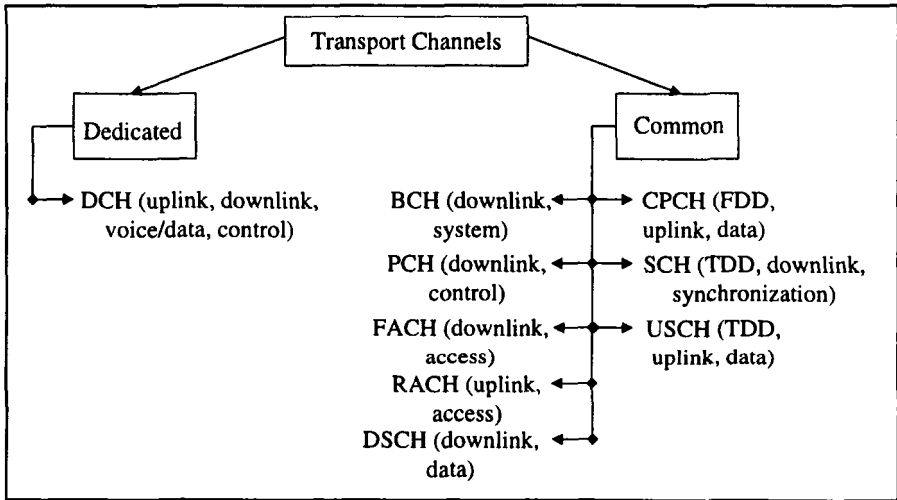 Transport Channels
Dedicated
Common
DCH (uplink, downlink,
voice/data, control)
BCH (downlink,
system)
PCH (downlink,
control)
FACH (downlink,
access)
RACH (uplink,
access)
DSCH (downlink,
data)
CPCH (FDD,
uplink, data)
SCH (TDD, downlink,
synchronization)
USCH (TDD,
uplink, data)